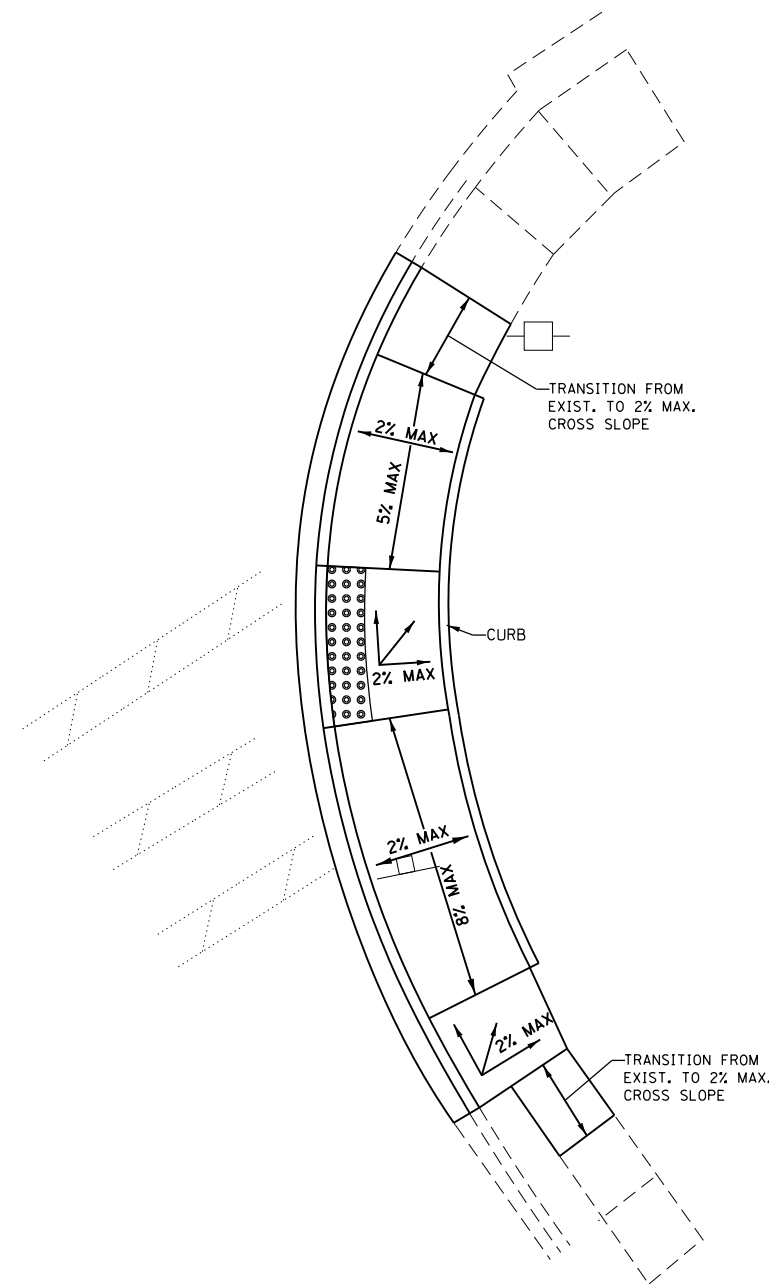 TRANSITION FROM
EXIST. TO 2% MAX.
CROSS SLOPE
2% MAX
5% MAX
CURB
2% MAX
2% MAX
8% MAX
2% MAX
TRANSITION FROM
EXIST. TO 2% MAX.
CROSS SLOPE